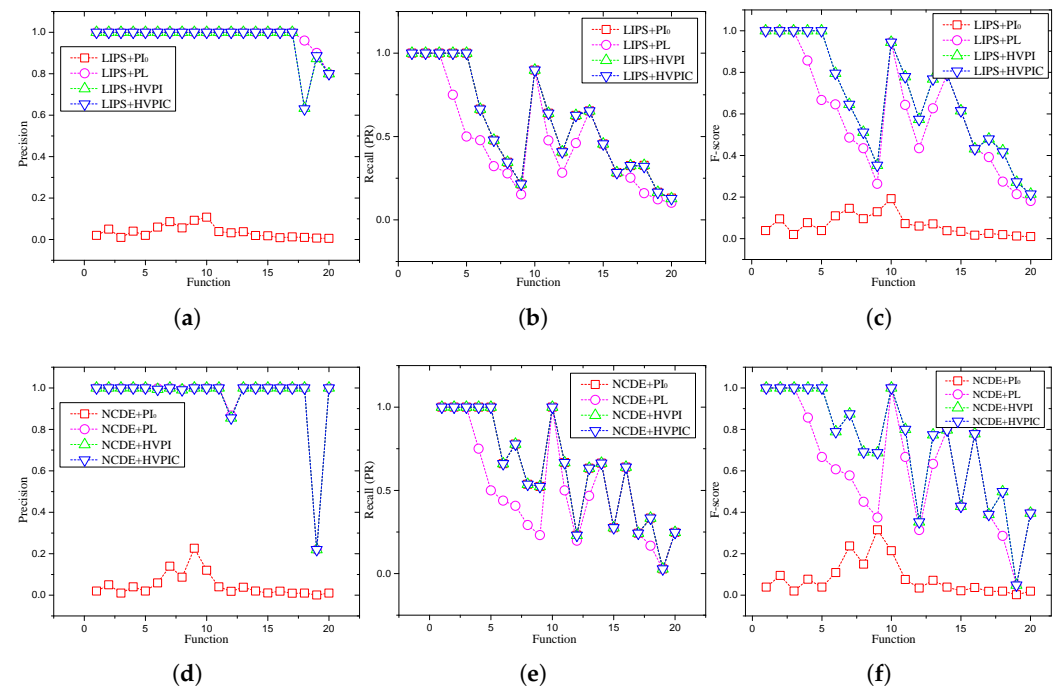 1.0
0.8
0.6
0.4
0.2
0.0
Precision
0 5 10 15 20
Function
LIPS+PI₀
LIPS+PL
LIPS+HVPI
LIPS+HVPIC
(a)
1.0
0.5
0.0
Recall (PR)
0 5 10 15 20
Function
LIPS+PI₀
LIPS+PL
LIPS+HVPI
LIPS+HVPIC
(b)
1.0
0.8
0.6
0.4
0.2
0.0
F-score
0 5 10 15 20
Function
LIPS+PI₀
LIPS+PL
LIPS+HVPI
LIPS+HVPIC
(c)
1.0
0.8
0.6
0.4
0.2
0.0
Precision
0 5 10 15 20
Function
NCDE+PI₀
NCDE+PL
NCDE+HVPI
NCDE+HVPIC
(d)
1.0
0.5
0.0
Recall (PR)
0 5 10 15 20
Function
NCDE+PI₀
NCDE+PL
NCDE+HVPI
NCDE+HVPIC
(e)
1.0
0.8
0.6
0.4
0.2
0.0
F-score
0 5 10 15 20
Function
NCDE+PI₀
NCDE+PL
NCDE+HVPI
NCDE+HVPIC
(f)